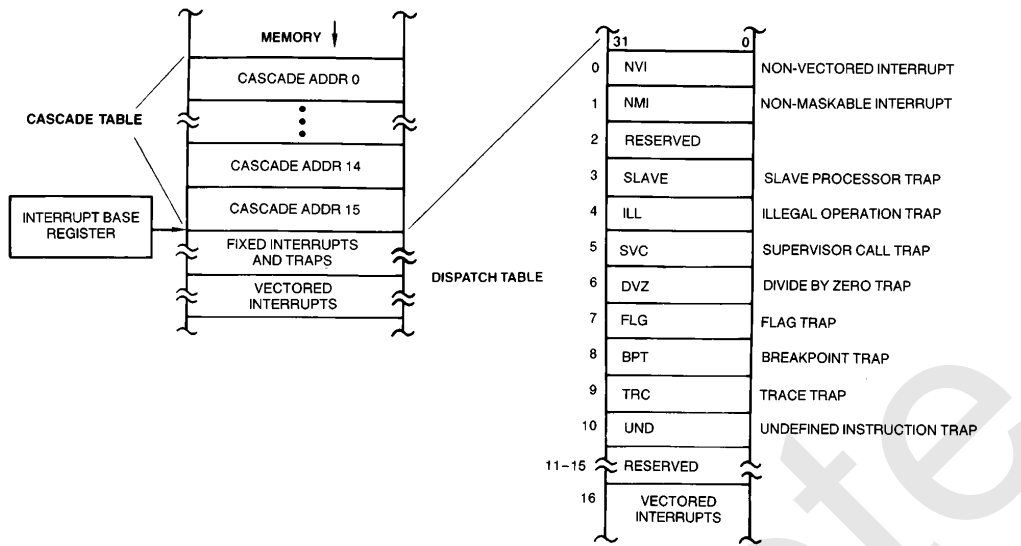 MEMORY
CASCADE ADDR 0
CASCADE TABLE
CASCADE ADDR 14
CASCADE ADDR 15
INTERRUPT BASE
REGISTER
FIXED INTERRUPTS
AND TRAPS
VECTORED
INTERRUPTS
DISPATCH TABLE
31 0
0 NVI NON-VECTORED INTERRUPT
1 NMI NON-MASKABLE INTERRUPT
2 RESERVED
3 SLAVE SLAVE PROCESSOR TRAP
4 ILL ILLEGAL OPERATION TRAP
5 SVC SUPERVISOR CALL TRAP
6 DVZ DIVIDE BY ZERO TRAP
7 FLG FLAG TRAP
8 BPT BREAKPOINT TRAP
9 TRC TRACE TRAP
10 UND UNDEFINED INSTRUCTION TRAP
11-15 RESERVED
16 VECTORED
INTERRUPTS